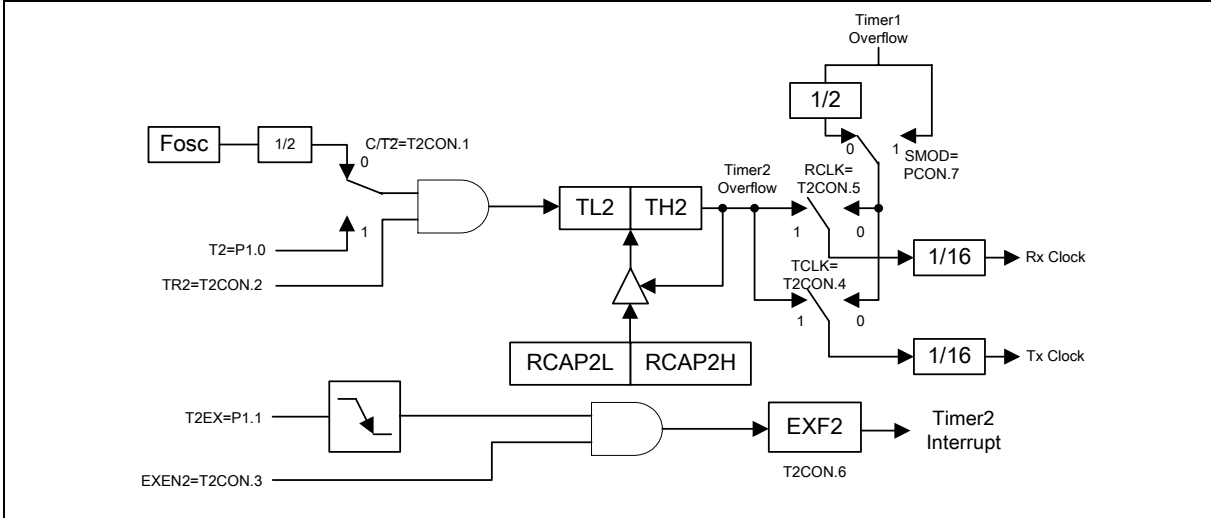 Timer1
Overflow
1/2
Fosc
1/2
C/T2=T2CON.1
0
0
1
SMOD=
PCON.7
Timer2
Overflow
RCLK=
T2CON.5
TL2
TH2
1
T2=P1.0
1
0
1/16
Rx Clock
TR2=T2CON.2
TCLK=
T2CON.4
1
0
RCAP2L
RCAP2H
1/16
Tx Clock
T2EX=P1.1
EXF2
Timer2
Interrupt
EXEN2=T2CON.3
T2CON.6